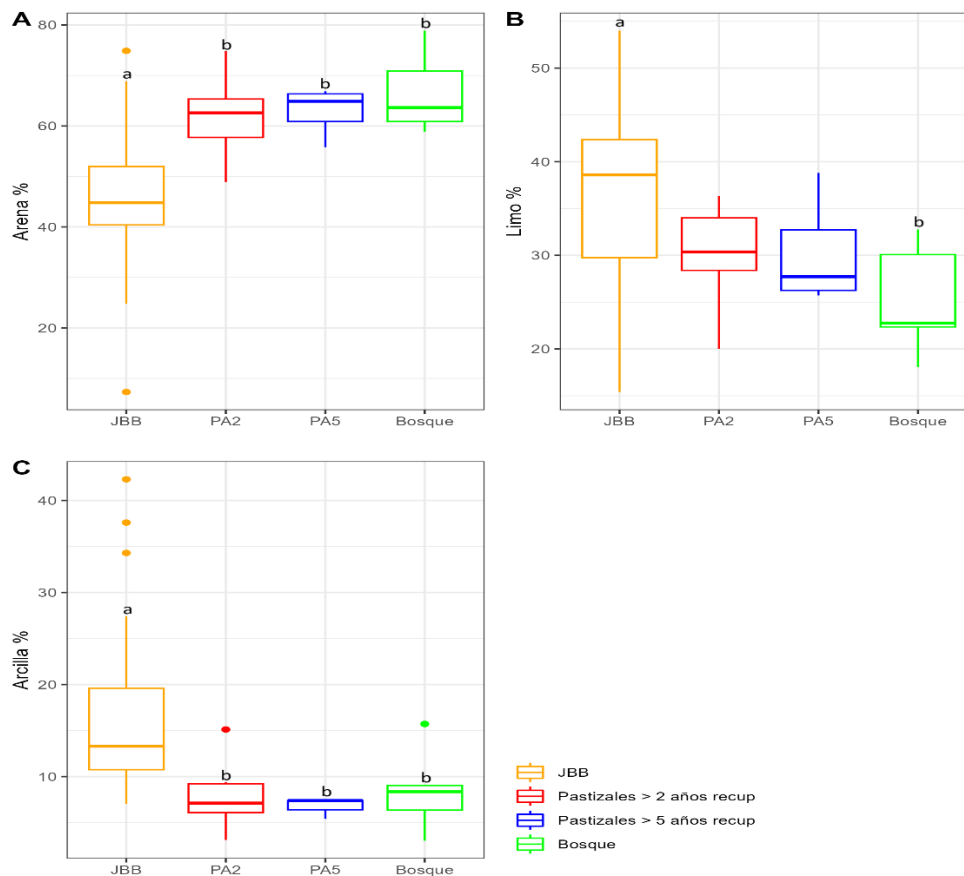 A
Arena %
80
60
40
20
a
b
b
b
JBB
PA2
PA5
Bosque
B
Limo %
50
40
30
20
a
b
JBB
PA2
PA5
Bosque
C
Arcilla %
40
30
20
10
a
b
b
b
JBB
PA2
PA5
Bosque
JBB
Pastizales > 2 años recup
Pastizales > 5 años recup
Bosque